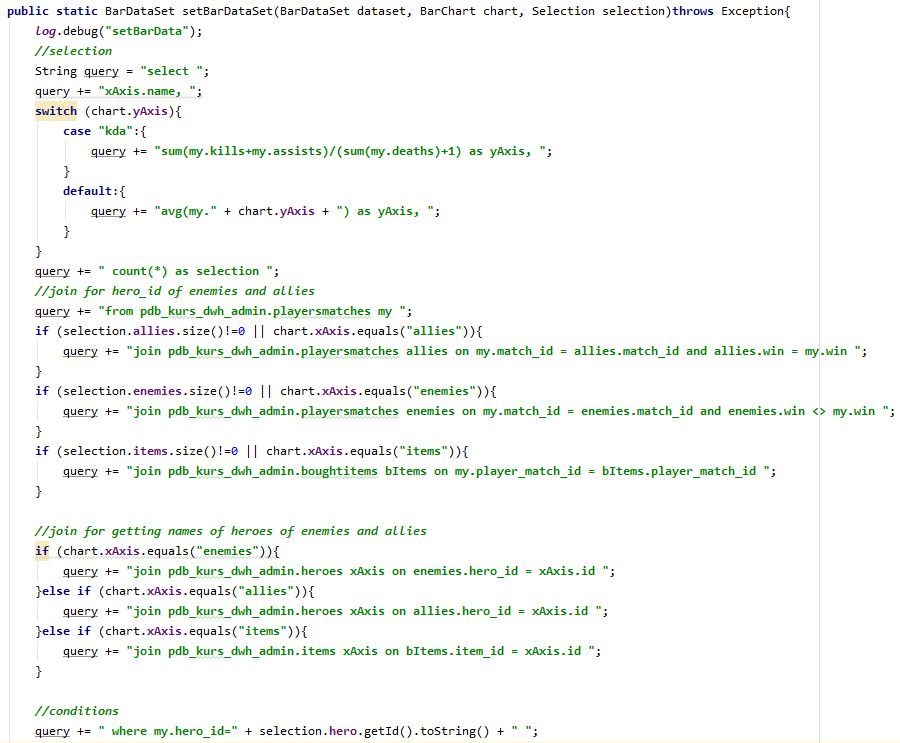 public static BarDataSet setBarDataSet(BarDataSet dataset, BarChart chart, Selection selection)throws Exception{
    log.debug("setBarData");
    //selection
    String query = "select ";
    query += "xAxis.name, ";
    switch (chart.yAxis){
        case "kda":{
            query += "sum(my.kills+my.assists)/(sum(my.deaths)+1) as yAxis, ";
        }
        default:{
            query += "avg(my." + chart.yAxis + ") as yAxis, ";
        }
    }
    query += " count(*) as selection ";
    //join for hero_id of enemies and allies
    query += "from pdb_kurs_dwh_admin.playersmatches my ";
    if (selection.allies.size()!=0 || chart.xAxis.equals("allies")){
        query += "join pdb_kurs_dwh_admin.playersmatches allies on my.match_id = allies.match_id and allies.win = my.win ";
    }
    if (selection.enemies.size()!=0 || chart.xAxis.equals("enemies")){
        query += "join pdb_kurs_dwh_admin.playersmatches enemies on my.match_id = enemies.match_id and enemies.win <> my.win ";
    }
    if (selection.items.size()!=0 || chart.xAxis.equals("items")){
        query += "join pdb_kurs_dwh_admin.boughtitems bItems on my.player_match_id = bItems.player_match_id ";
    }

    //join for getting names of heroes of enemies and allies
    if (chart.xAxis.equals("enemies")){
        query += "join pdb_kurs_dwh_admin.heroes xAxis on enemies.hero_id = xAxis.id ";
    }else if (chart.xAxis.equals("allies")){
        query += "join pdb_kurs_dwh_admin.heroes xAxis on allies.hero_id = xAxis.id ";
    }else if (chart.xAxis.equals("items")){
        query += "join pdb_kurs_dwh_admin.items xAxis on bItems.item_id = xAxis.id ";
    }

    //conditions
    query += " where my.hero_id=" + selection.hero.getId().toString() + " ";